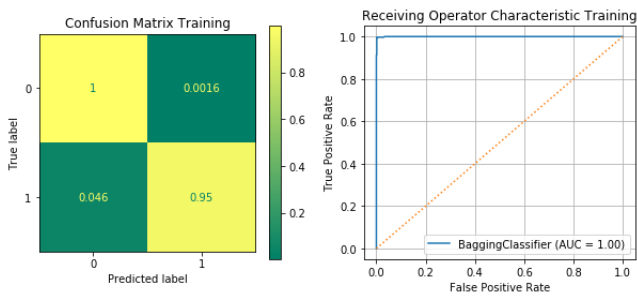 Confusion Matrix Training
True label
0
1
1
0.0016
0.046
0.95
0
1
Predicted label
0.8
0.6
0.4
0.2
Receiving Operator Characteristic Training
True Positive Rate
1.0
0.8
0.6
0.4
0.2
0.0
BaggingClassifier (AUC = 1.00)
0.0 0.2 0.4 0.6 0.8 1.0
False Positive Rate